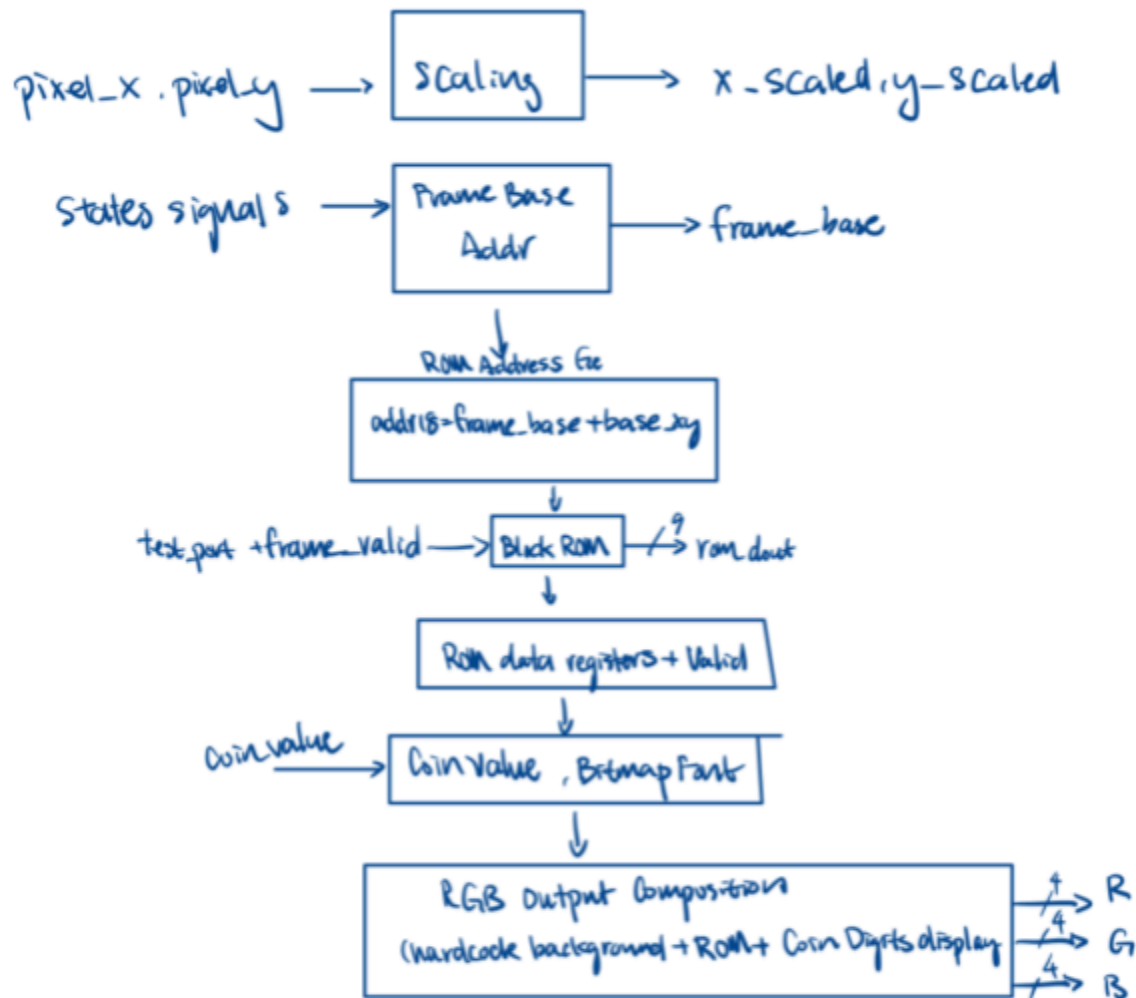 pixel_x . pixel_y
Scaling
x_scaled,y_scaled
States signals
Frame Base
Addr
frame_base
ROM Address Ge
addr18=frame_base+base_xy
test_port +frame_valid
Block ROM
9
rom_dout
Rom data registers + Valid
Coin_value
Coin Value , Bitmap Font
RGB Output Composition
(hardcode background + ROM + Coin Digits display
4
R
4
G
4
B